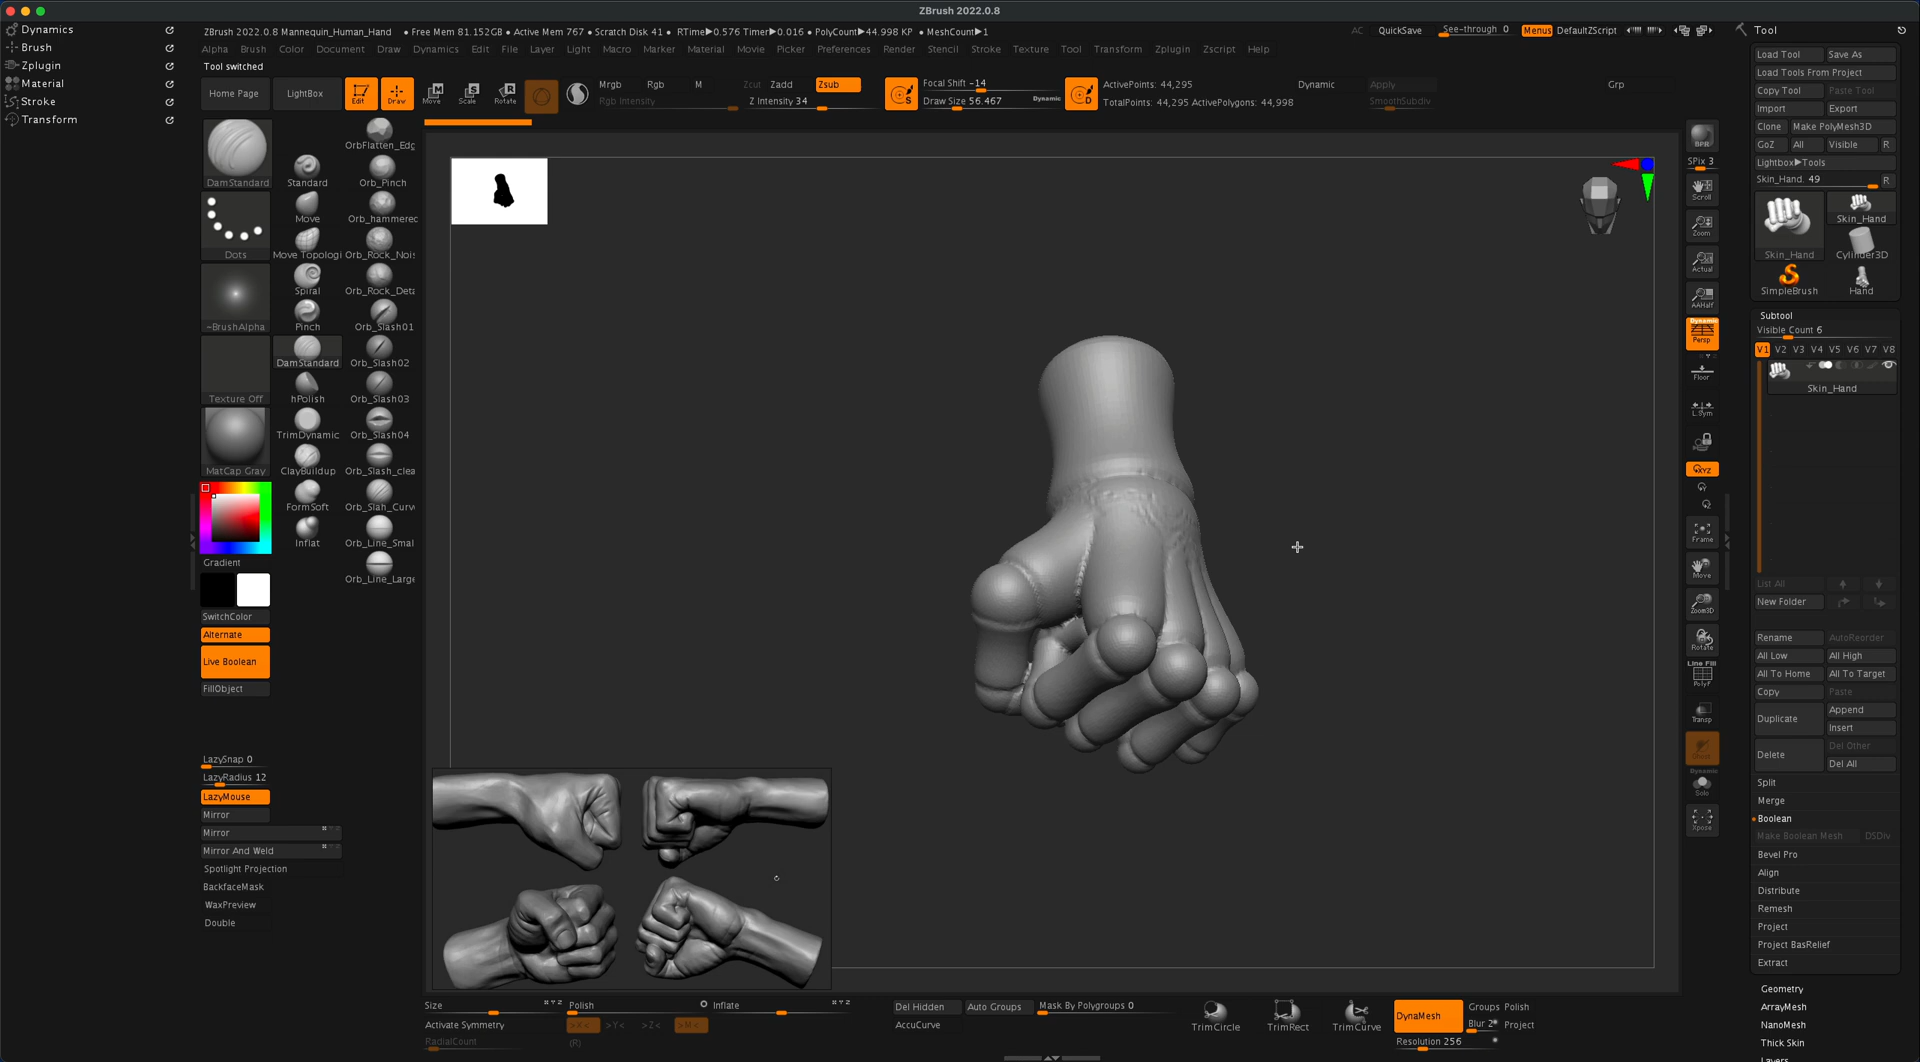 ZBrush 2022.0.8
Dynamics
Brush
Zplugin
Material
Stroke
Transform
ZBrush 2022.0.8 Mannequin_Human_Hand • Free Mem 81.152GB • Active Mem 767 • Scratch Disk 41 • RTime▶0.576 Timer▶0.016 • PolyCount▶44.998 KP • MeshCount▶1
AC QuickSave See-through 0 Menus DefaultZScript
Alpha Brush Color Document Draw Dynamics Edit File Layer Light Macro Marker Material Movie Picker Preferences Render Stencil Stroke Texture Tool Transform Zplugin Zscript Help
Tool switched
Home Page LightBox Edit Draw Move Scale Rotate
Mrgb Rgb M Zcut Zadd Zsub
Rgb Intensity Z Intensity 34
Focal Shift -14
Draw Size 56.467 Dynamic
ActivePoints: 44,295
TotalPoints: 44,295 ActivePolygons: 44,998
Dynamic Apply
SmoothSubdiv
Grp
DamStandard
Dots
~BrushAlpha
Texture Off
MatCap Gray
Gradient
SwitchColor
Alternate
Live Boolean
FillObject
Standard
Move
Move Topologi
Spiral
Pinch
DamStandard
hPolish
TrimDynamic
ClayBuildup
FormSoft
Inflat
OrbFlatten_Edg
Orb_Pinch
Orb_hammered
Orb_Rock_Nois
Orb_Rock_Deta
Orb_Slash01
Orb_Slash02
Orb_Slash03
Orb_Slash04
Orb_Slash_clea
Orb_Slah_Curv
Orb_Line_Smal
Orb_Line_Large
LazySnap 0
LazyRadius 12
LazyMouse
Mirror
Mirror
Mirror And Weld
Spotlight Projection
BackfaceMask
WaxPreview
Double
BPR
SPix 3
Scroll
Zoom
Actual
AAHalf
Dynamic
Persp
Floor
L.Sym
XYZ
Frame
Move
Zoom3D
Rotate
Line Fill
PolyF
Transp
Dynamic
Solo
Xpose
Tool
Load Tool Save As
Load Tools From Project
Copy Tool Paste Tool
Import Export
Clone Make PolyMesh3D
GoZ All Visible R
Lightbox▶Tools
Skin_Hand. 49 R
Skin_Hand
Skin_Hand
Cylinder3D
SimpleBrush Hand
Subtool
Visible Count 6
V1 V2 V3 V4 V5 V6 V7 V8
Skin_Hand
List All
New Folder
Rename AutoReorder
All Low All High
All To Home All To Target
Copy Paste
Duplicate Append
Insert
Delete Del Other
Del All
Split
Merge
Boolean
Make Boolean Mesh DSDiv
Bevel Pro
Align
Distribute
Remesh
Project
Project BasRelief
Extract
Geometry
ArrayMesh
NanoMesh
Thick Skin
Layers
Size Polish Inflate
Activate Symmetry >X< >Y< >Z< >M<
RadialCount (R)
Del Hidden Auto Groups Mask By Polygroups 0
AccuCurve
TrimCircle TrimRect TrimCurve
DynaMesh
Groups Polish
Blur 2 Project
Resolution 256